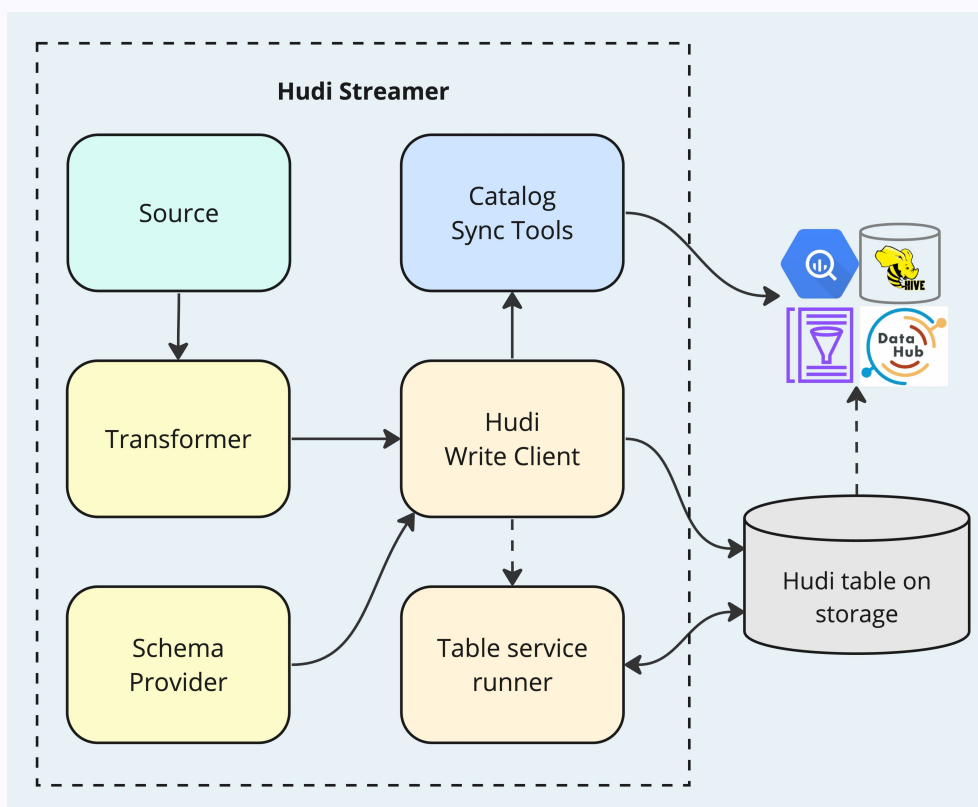 Hudi Streamer
Source
Catalog
Sync Tools
HIVE
Data
Hub
Transformer
Hudi
Write Client
Hudi table on
storage
Schema
Provider
Table service
runner